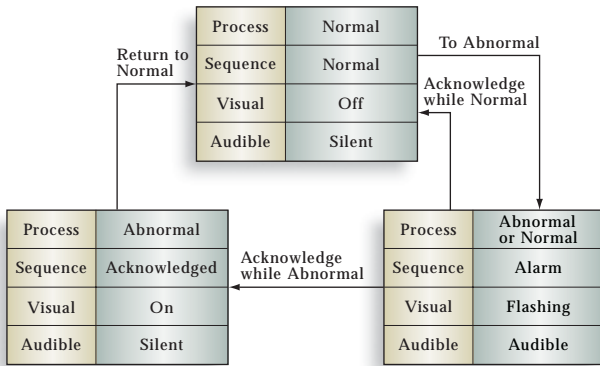 Process Normal
Sequence Normal
Visual Off
Audible Silent
Return to
Normal
To Abnormal
Acknowledge
while Normal
Process Abnormal
Sequence Acknowledged
Visual On
Audible Silent
Acknowledge
while Abnormal
Process Abnormal
or Normal
Sequence Alarm
Visual Flashing
Audible Audible